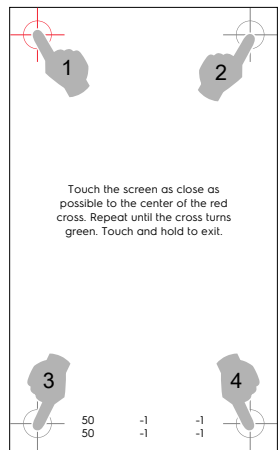 1
2
Touch the screen as close as
possible to the center of the red
cross. Repeat until the cross turns
green. Touch and hold to exit.
3
4
50 -1 -1
50 -1 -1